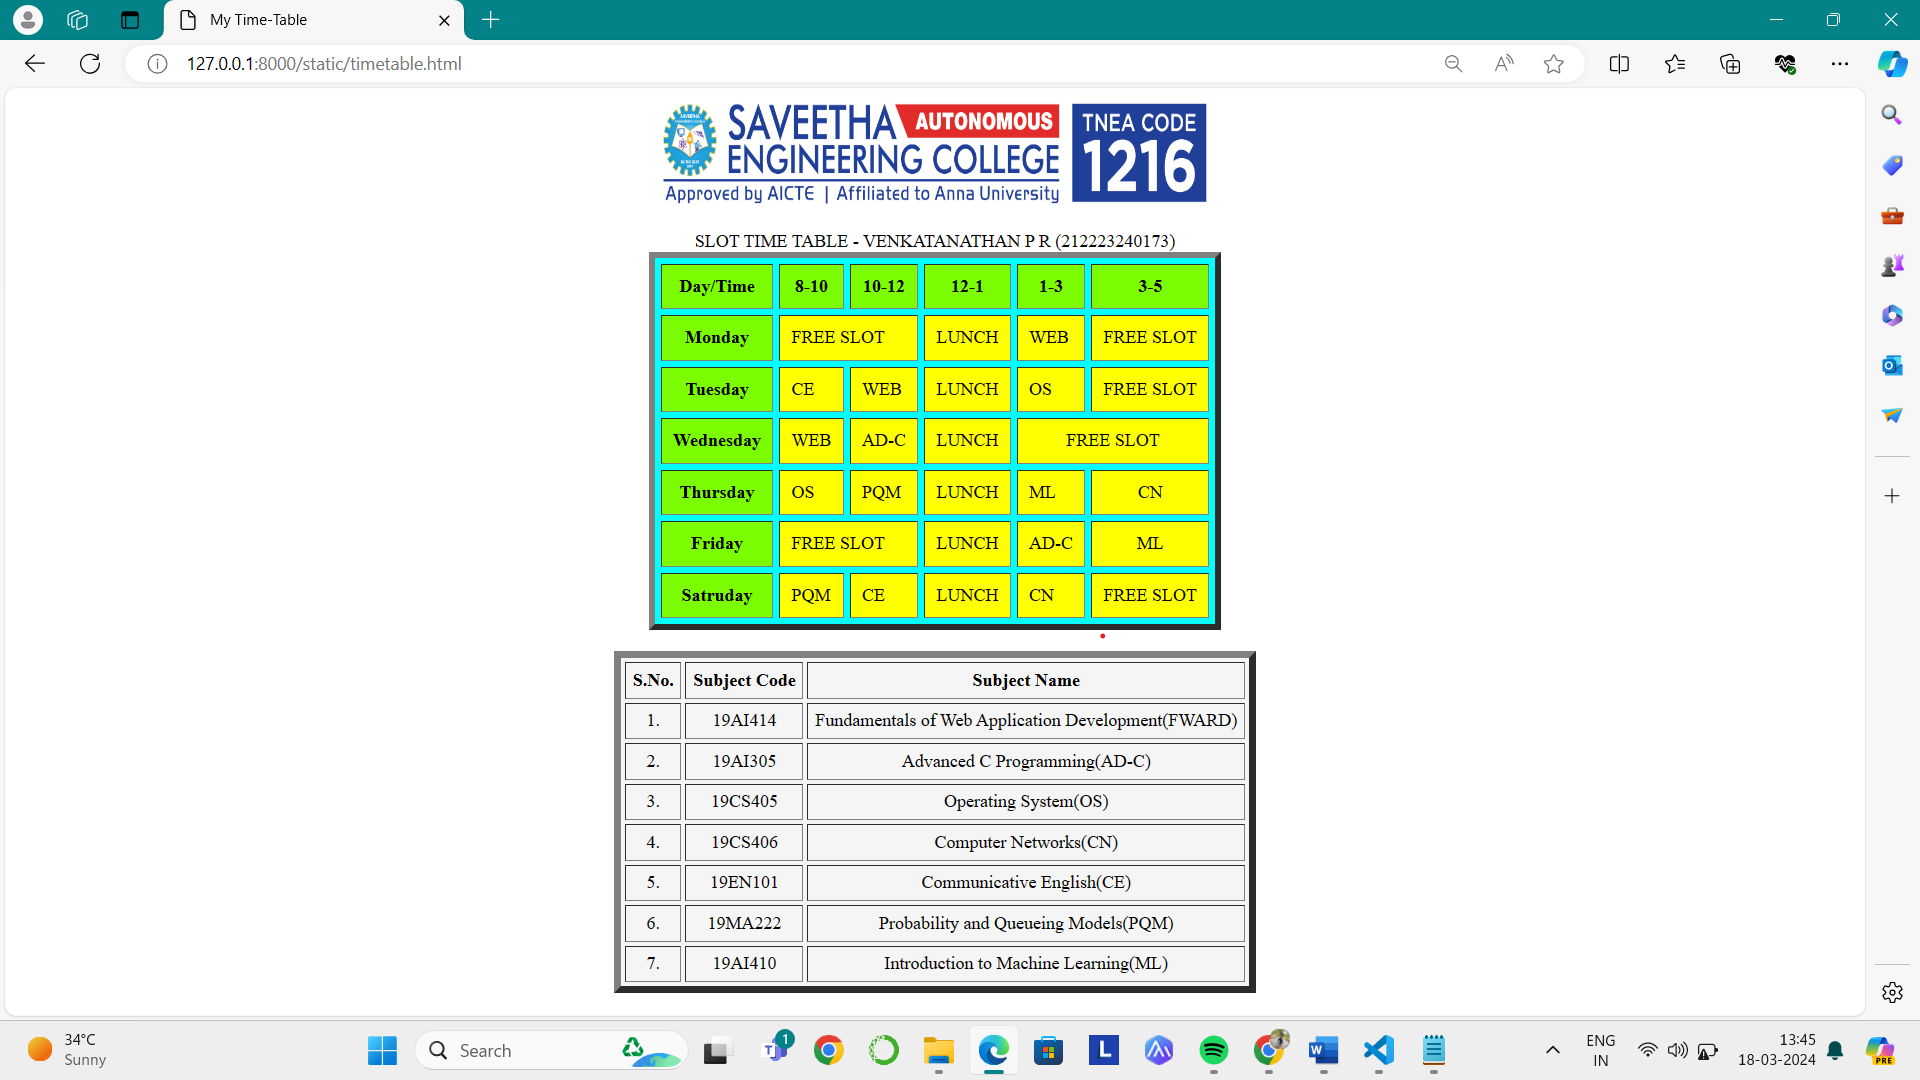 My Time-Table
127.0.0.1:8000/static/timetable.html
SAVEETHA AUTONOMOUS
ENGINEERING COLLEGE
Approved by AICTE | Affiliated to Anna University
TNEA CODE
1216
SLOT TIME TABLE - VENKATANATHAN P R (212223240173)
Day/Time 8-10 10-12 12-1 1-3 3-5
Monday FREE SLOT LUNCH WEB FREE SLOT
Tuesday CE WEB LUNCH OS FREE SLOT
Wednesday WEB AD-C LUNCH FREE SLOT
Thursday OS PQM LUNCH ML CN
Friday FREE SLOT LUNCH AD-C ML
Satruday PQM CE LUNCH CN FREE SLOT
S.No. Subject Code Subject Name
1. 19AI414 Fundamentals of Web Application Development(FWARD)
2. 19AI305 Advanced C Programming(AD-C)
3. 19CS405 Operating System(OS)
4. 19CS406 Computer Networks(CN)
5. 19EN101 Communicative English(CE)
6. 19MA222 Probability and Queueing Models(PQM)
7. 19AI410 Introduction to Machine Learning(ML)
34°C
Sunny
Search
1
ENG
IN
13:45
18-03-2024
PRE